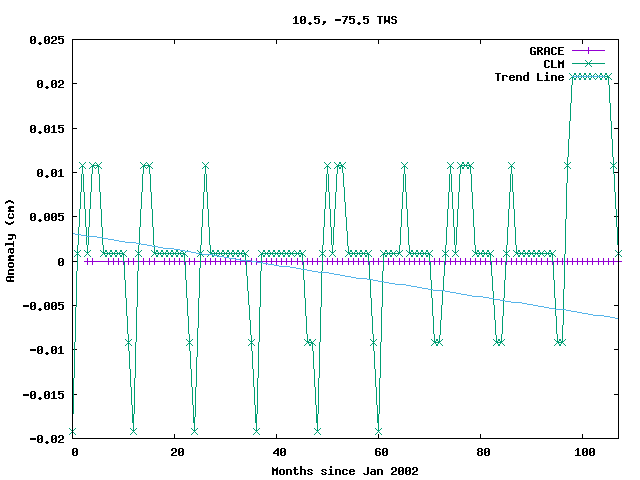 10.5, -75.5 TWS
GRACE
CLM
Trend Line
0.025
0.02
0.015
0.01
0.005
0
-0.005
-0.01
-0.015
-0.02
Anomaly (cm)
0 20 40 60 80 100
Months since Jan 2002